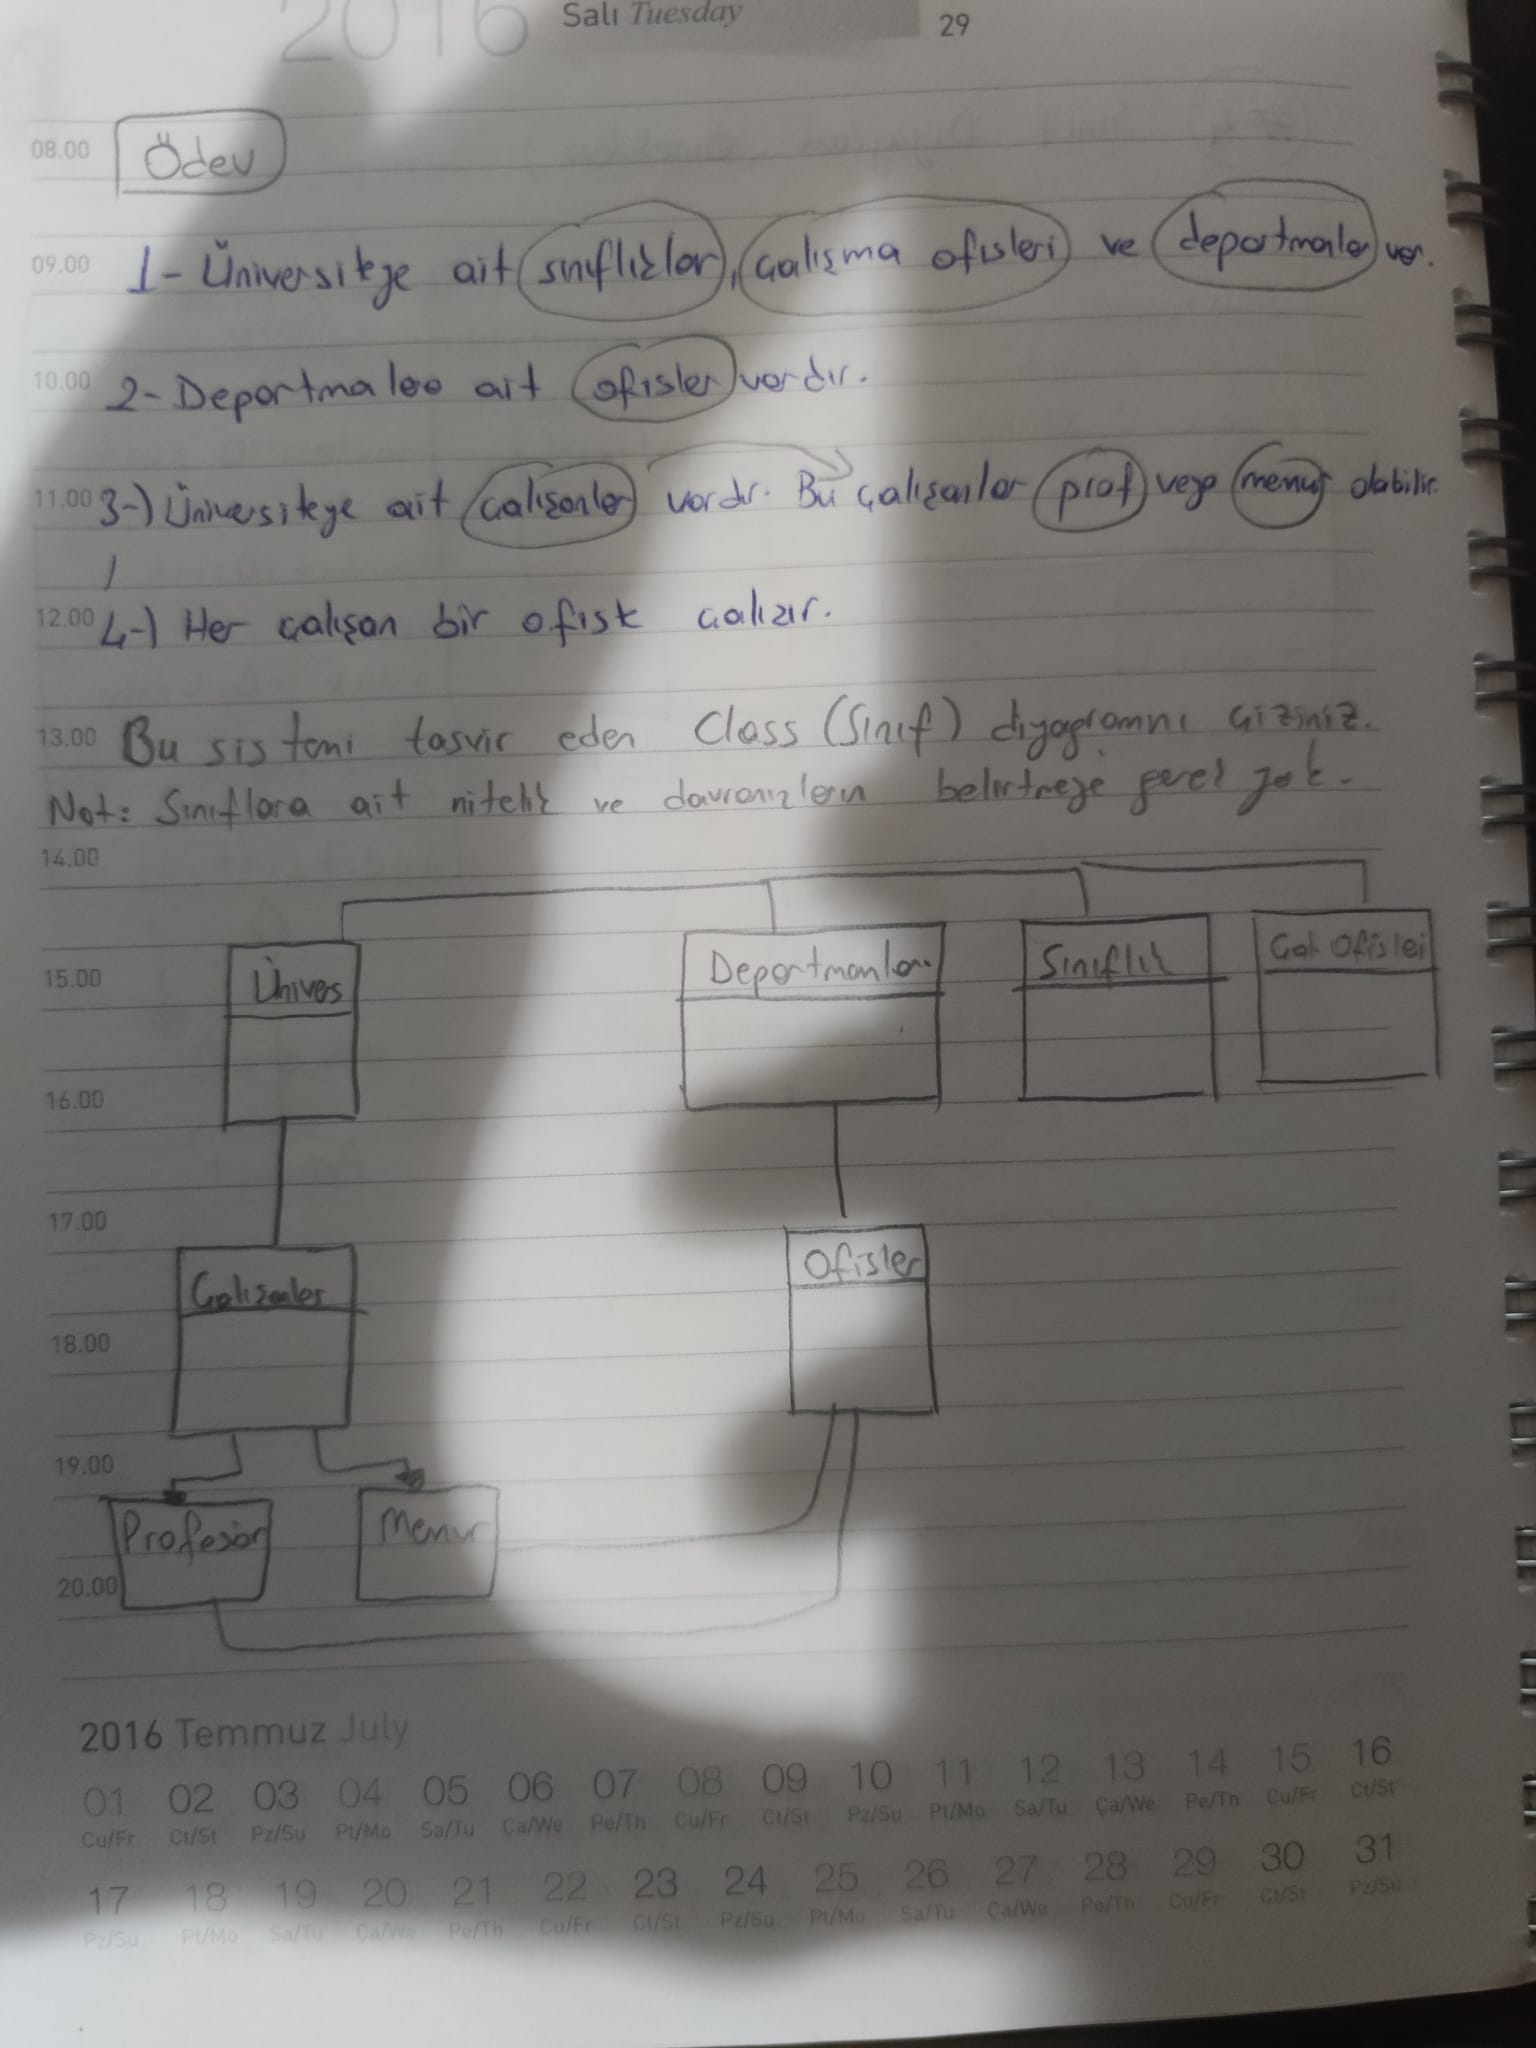 2016 Salı Tuesday 29
08.00 Ödev
09.00 1- Üniversiteye ait sınıflıklar, çalışma ofisleri ve departmanlar var.
10.00 2- Departmalea ait ofisler vardır.
11.00 3-) Üniversiteye ait çalışanlar vardır. Bu çalışanlar prof veya memur olabilir.
12.00 4-) Her çalışan bir ofiste çalışır.
13.00 Bu sistemi tasvir eden Class (Sınıf) diyagramını çiziniz.
Not: Sınıflara ait nitelik ve davranışların belirtmeye gerek yok.
14.00
Ünivers Departmanlar Sınıflık Çal. Ofislei
15.00
16.00
17.00
Çalışanlar Ofisler
18.00
19.00
Profesör Memur
20.00
2016 Temmuz July
01 02 03 04 05 06 07 08 09 10 11 12 13 14 15 16
Cu/Fr Ct/St Pz/Su Pt/Mo Sa/Tu Ça/We Pe/Th Cu/Fr Ct/St Pz/Su Pt/Mo Sa/Tu Ça/We Pe/Th Cu/Fr Ct/St
17 18 19 20 21 22 23 24 25 26 27 28 29 30 31
Pz/Su Pt/Mo Sa/Tu Ça/We Pe/Th Cu/Fr Ct/St Pz/Su Pt/Mo Sa/Tu Ça/We Pe/Th Cu/Fr Ct/St Pz/Su